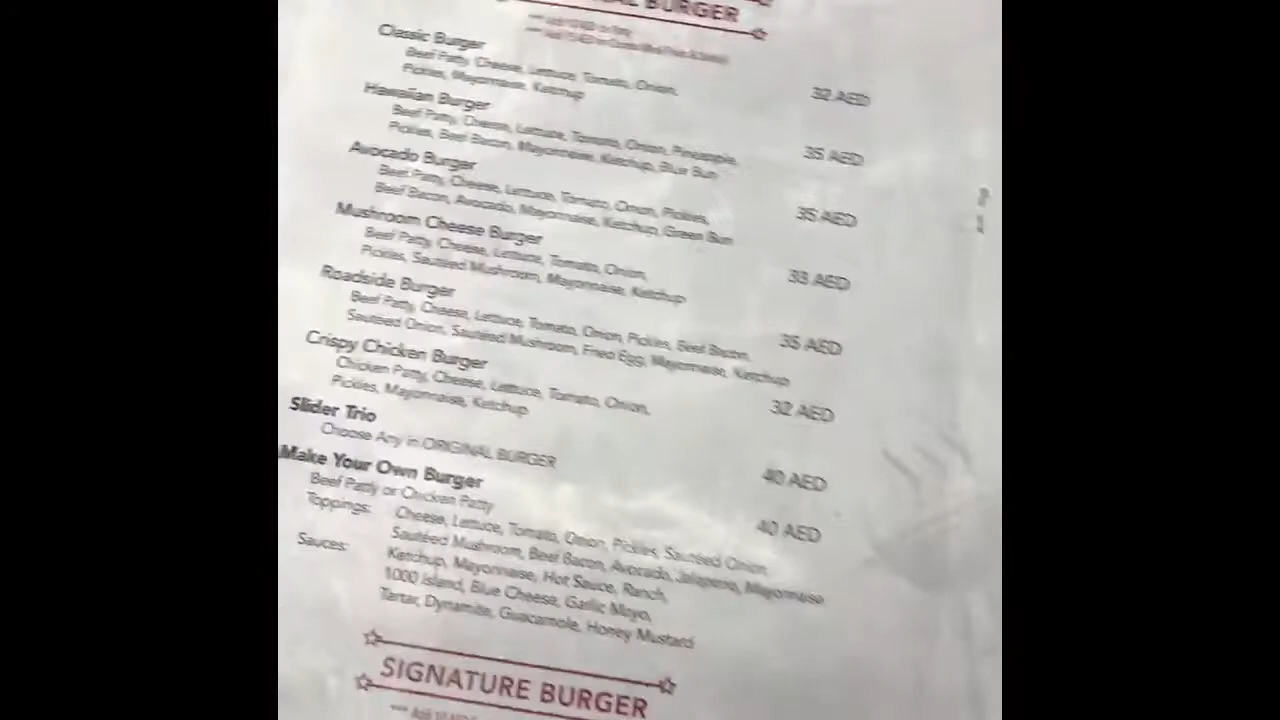 BURGER
Classic Burger
Beef Patty, Cheese, Lettuce, Tomato, Onion,
Pickles, Mayonnaise, Ketchup
32 AED
Hawaiian Burger
Beef Patty, Cheese, Lettuce, Tomato, Onion, Pineapple,
Pickles, Beef Bacon, Mayonnaise, Ketchup, Blue Bun
35 AED
Avocado Burger
Beef Patty, Cheese, Lettuce, Tomato, Onion, Pickles,
Beef Bacon, Avocado, Mayonnaise, Ketchup, Green Bun
35 AED
Mushroom Cheese Burger
Beef Patty, Cheese, Lettuce, Tomato, Onion,
Pickles, Sautéed Mushroom, Mayonnaise, Ketchup
33 AED
Roadside Burger
Beef Patty, Cheese, Lettuce, Tomato, Onion, Pickles, Beef Bacon,
Sautéed Onion, Sautéed Mushroom, Fried Egg, Mayonnaise, Ketchup
35 AED
Crispy Chicken Burger
Chicken Patty, Cheese, Lettuce, Tomato, Onion,
Pickles, Mayonnaise, Ketchup
32 AED
Slider Trio
Choose Any in ORIGINAL BURGER
40 AED
Make Your Own Burger
Beef Patty or Chicken Patty
40 AED
Toppings: Cheese, Lettuce, Tomato, Onion, Pickles, Sautéed Onion,
Sautéed Mushroom, Beef Bacon, Avocado, Jalapeno, Mayonnaise
Sauces: Ketchup, Mayonnaise, Hot Sauce, Ranch,
1000 Island, Blue Cheese, Garlic Mayo,
Tartar, Dynamite, Guacamole, Honey Mustard
SIGNATURE BURGER